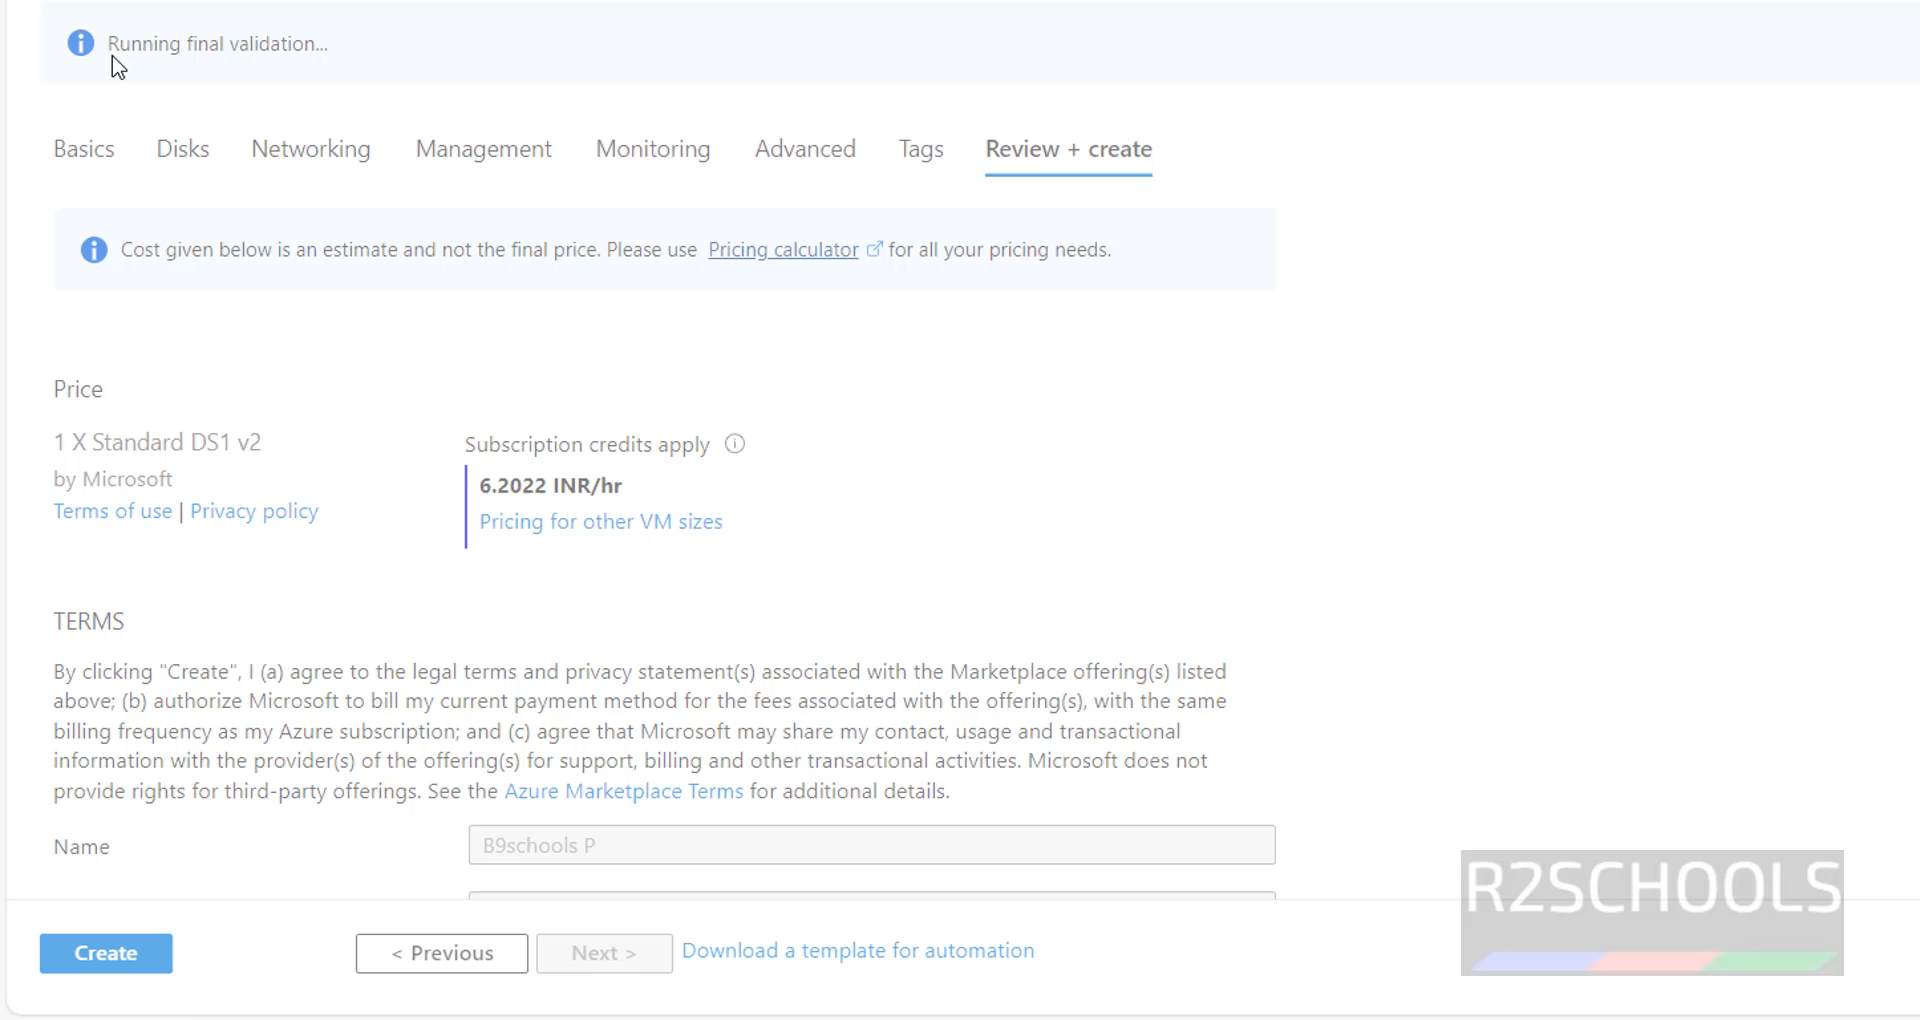 Running final validation...
Basics Disks Networking Management Monitoring Advanced Tags Review + create
Cost given below is an estimate and not the final price. Please use Pricing calculator for all your pricing needs.
Price
1 X Standard DS1 v2
by Microsoft
Terms of use | Privacy policy
Subscription credits apply
6.2022 INR/hr
Pricing for other VM sizes
TERMS
By clicking "Create", I (a) agree to the legal terms and privacy statement(s) associated with the Marketplace offering(s) listed
above; (b) authorize Microsoft to bill my current payment method for the fees associated with the offering(s), with the same
billing frequency as my Azure subscription; and (c) agree that Microsoft may share my contact, usage and transactional
information with the provider(s) of the offering(s) for support, billing and other transactional activities. Microsoft does not
provide rights for third-party offerings. See the Azure Marketplace Terms for additional details.
Name B9schools P
R2SCHOOLS
Create < Previous Next > Download a template for automation